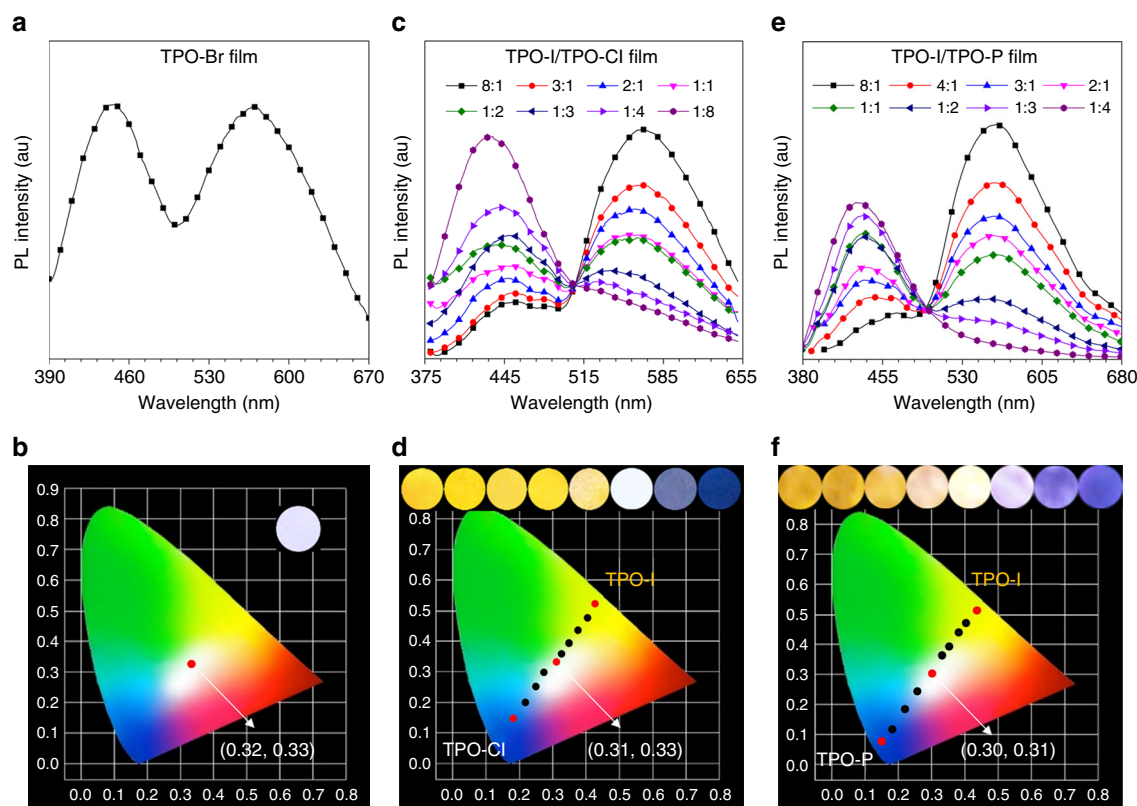 a
TPO-Br film
PL intensity (au)
390 460 530 600 670
Wavelength (nm)
c
TPO-I/TPO-Cl film
8:1 3:1 2:1 1:1
1:2 1:3 1:4 1:8
PL intensity (au)
375 445 515 585 655
Wavelength (nm)
e
TPO-I/TPO-P film
8:1 4:1 3:1 2:1
1:1 1:2 1:3 1:4
PL intensity (au)
380 455 530 605 680
Wavelength (nm)
b
0.9
0.8
0.7
0.6
0.5
0.4
0.3
0.2
0.1
0.0
(0.32, 0.33)
0.0 0.1 0.2 0.3 0.4 0.5 0.6 0.7 0.8
d
0.8
0.7
0.6
0.5
0.4
0.3
0.2
0.1
0.0
TPO-I
TPO-Cl
(0.31, 0.33)
0.0 0.1 0.2 0.3 0.4 0.5 0.6 0.7 0.8
f
0.8
0.7
0.6
0.5
0.4
0.3
0.2
0.1
0.0
TPO-I
TPO-P
(0.30, 0.31)
0.0 0.1 0.2 0.3 0.4 0.5 0.6 0.7 0.8